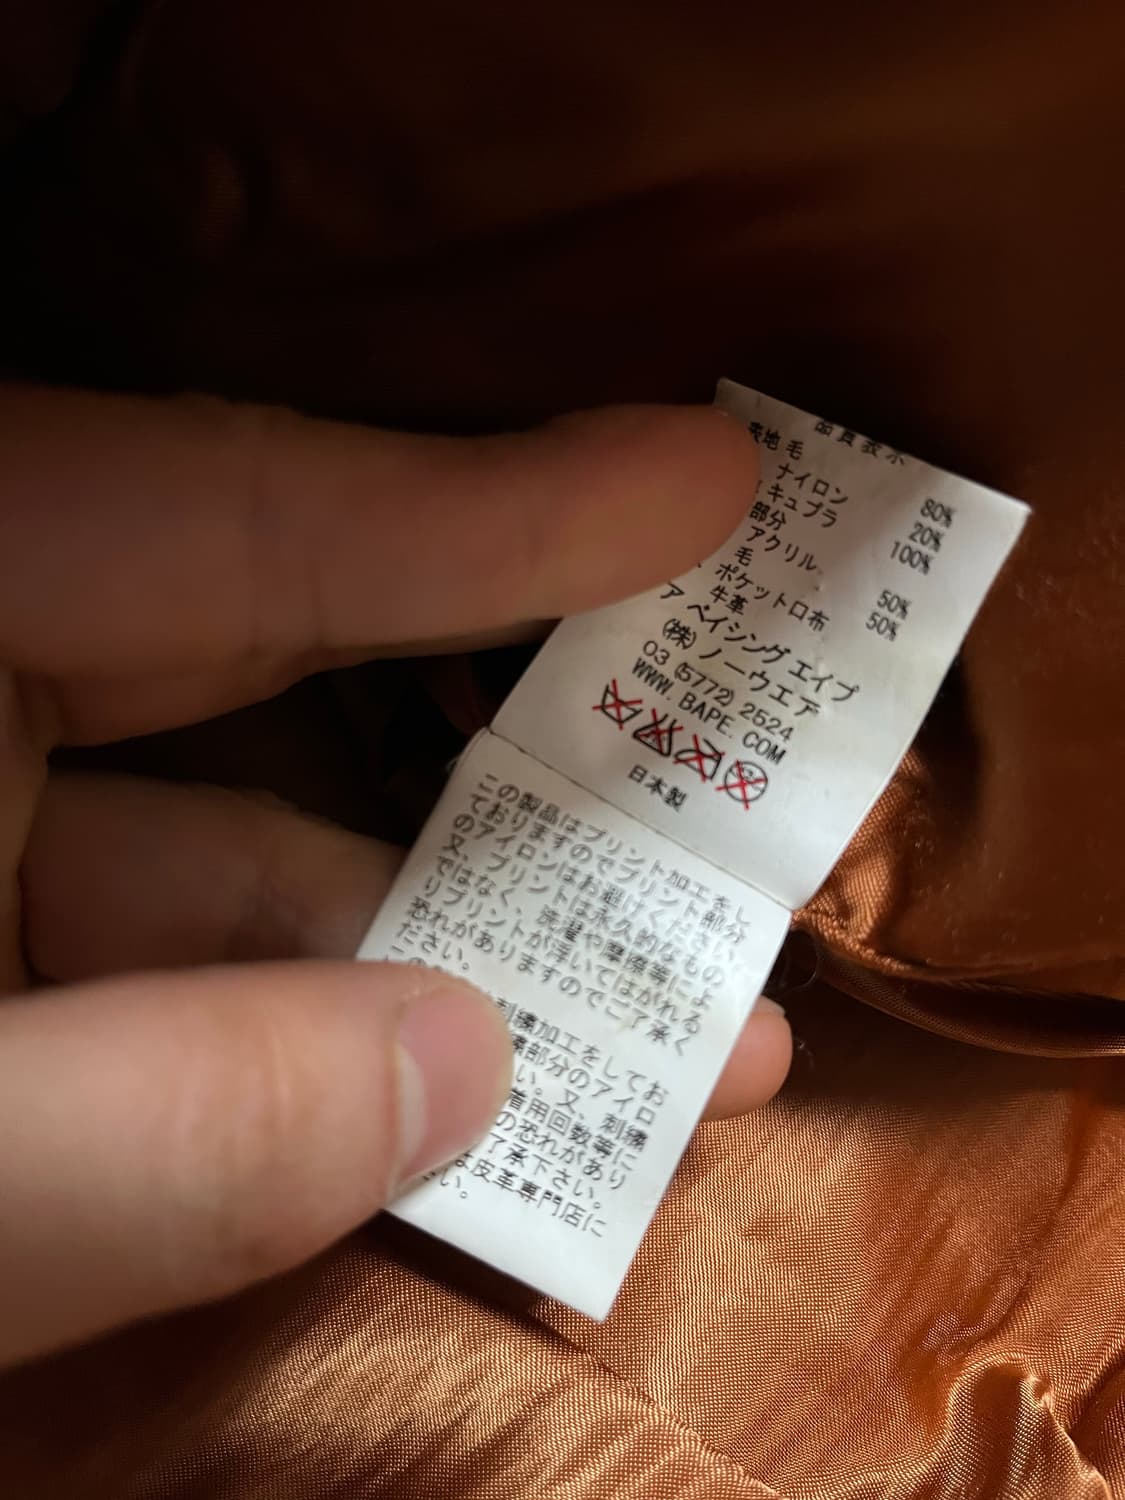 品質表示
表地 毛 80%
ナイロン 20%
キュプラ 100%
部分
アクリル 50%
毛 50%
ポケット口布
牛革
ア ベイシング エイプ
(株) ノーウエア
03 (5772) 2524
WWW.BAPE.COM
日本製
この製品はプリント加工をし
ておりますのでプリント部分
のアイロンはお避けください。
又、プリントは永久的なもの
ではなく、洗濯や摩擦等によ
りプリントが浮いてはがれる
恐れがありますのでご了承く
ださい。
刺繍加工をしてお
繍部分のアイロ
い。又、刺繍
着用回数等に
の恐れがあり
了承下さい。
は皮革専門店に
い。